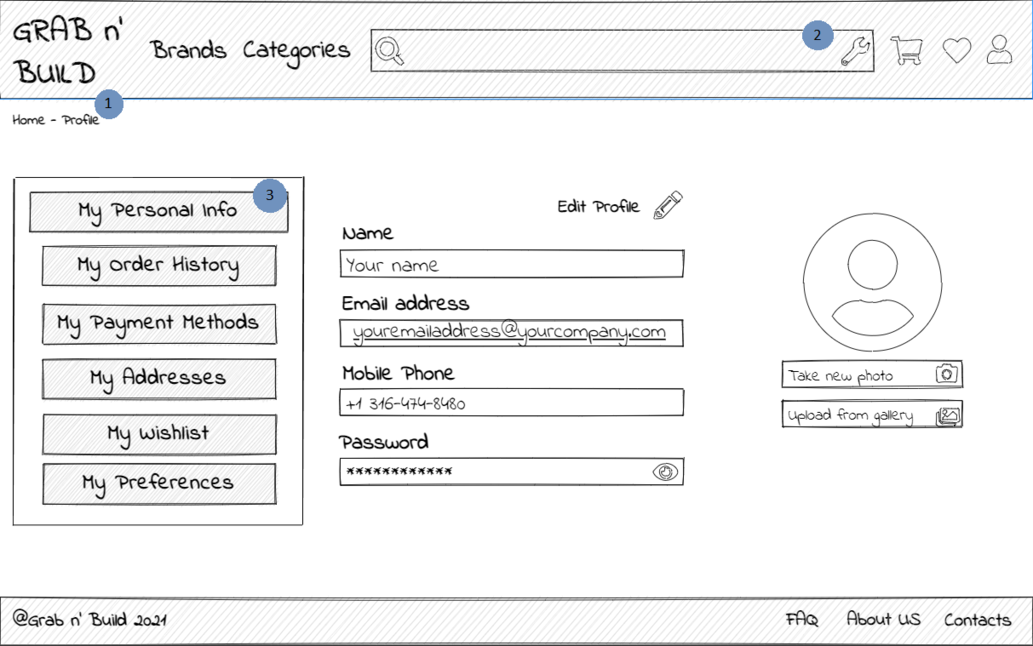 GRAB n'
BUILD
Brands
Categories
2
1
Home - Profile
3
My Personal Info
My Order History
My Payment Methods
My Addresses
My Wishlist
My Preferences
Edit Profile
Name
Your name
Email address
youremailaddress@yourcompany.com
Mobile Phone
+1 316-474-8480
Password
************
Take new photo
Upload from gallery
@Grab n' Build 2021
FAQ
About US
Contacts